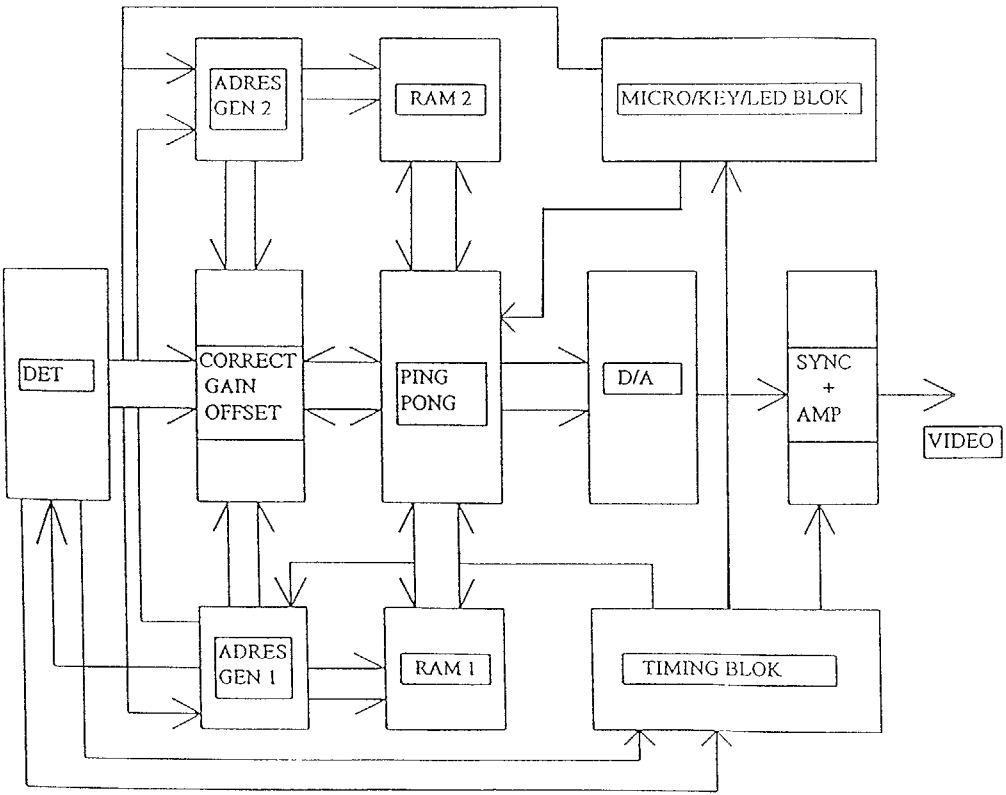 ADRES
GEN 2
RAM 2
MICRO/KEY/LED BLOK
DET
CORRECT
GAIN
OFFSET
PING
PONG
D/A
SYNC
+
AMP
VIDEO
ADRES
GEN 1
RAM 1
TIMING BLOK